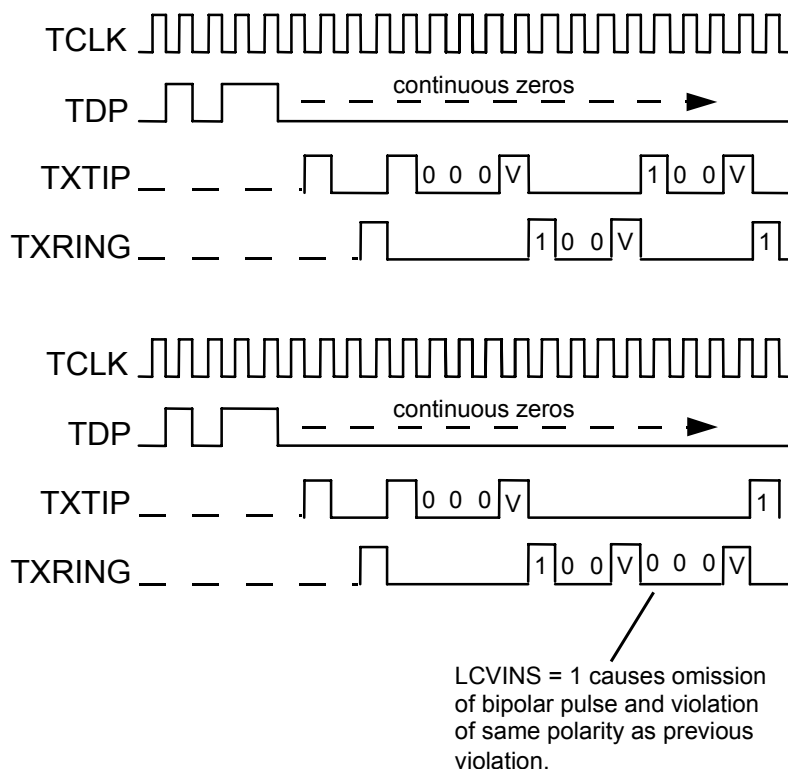 TCLK
continuous zeros
TDP
TXTIP 0 0 0 V 1 0 0 V
TXRING 1 0 0 V 1
TCLK
continuous zeros
TDP
TXTIP 0 0 0 V 1
TXRING 1 0 0 V 0 0 0 V
LCVINS = 1 causes omission
of bipolar pulse and violation
of same polarity as previous
violation.